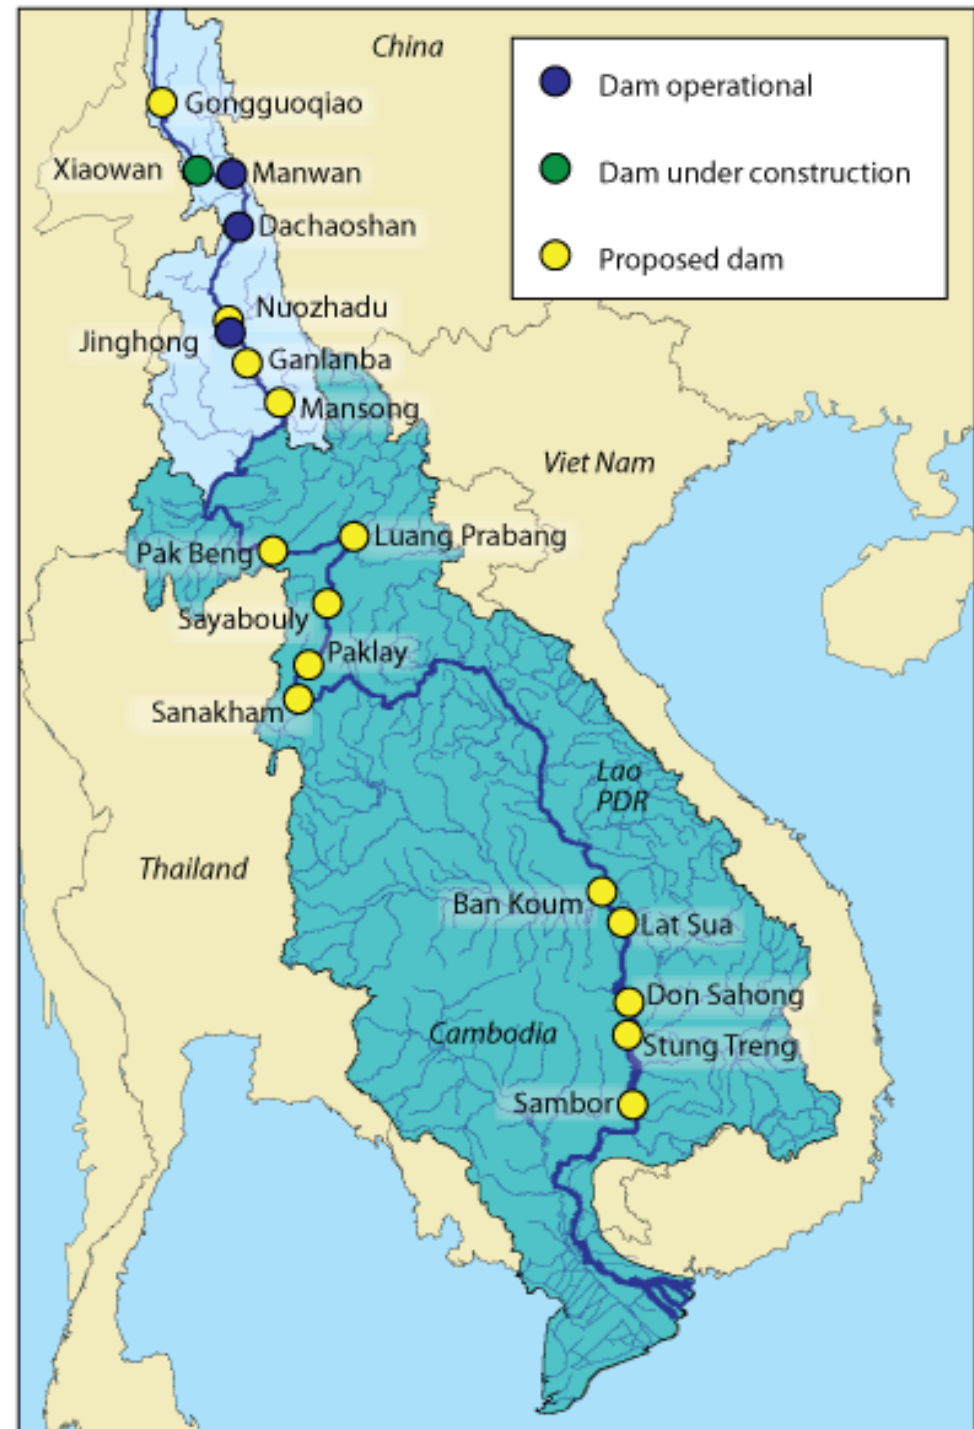 China
Dam operational
Dam under construction
Proposed dam
Gongguoqiao
Xiaowan
Manwan
Dachaoshan
Nuozhadu
Jinghong
Ganlanba
Mansong
Viet Nam
Luang Prabang
Pak Beng
Sayabouly
Paklay
Sanakham
Lao
PDR
Thailand
Ban Koum
Lat Sua
Don Sahong
Cambodia
Stung Treng
Sambor